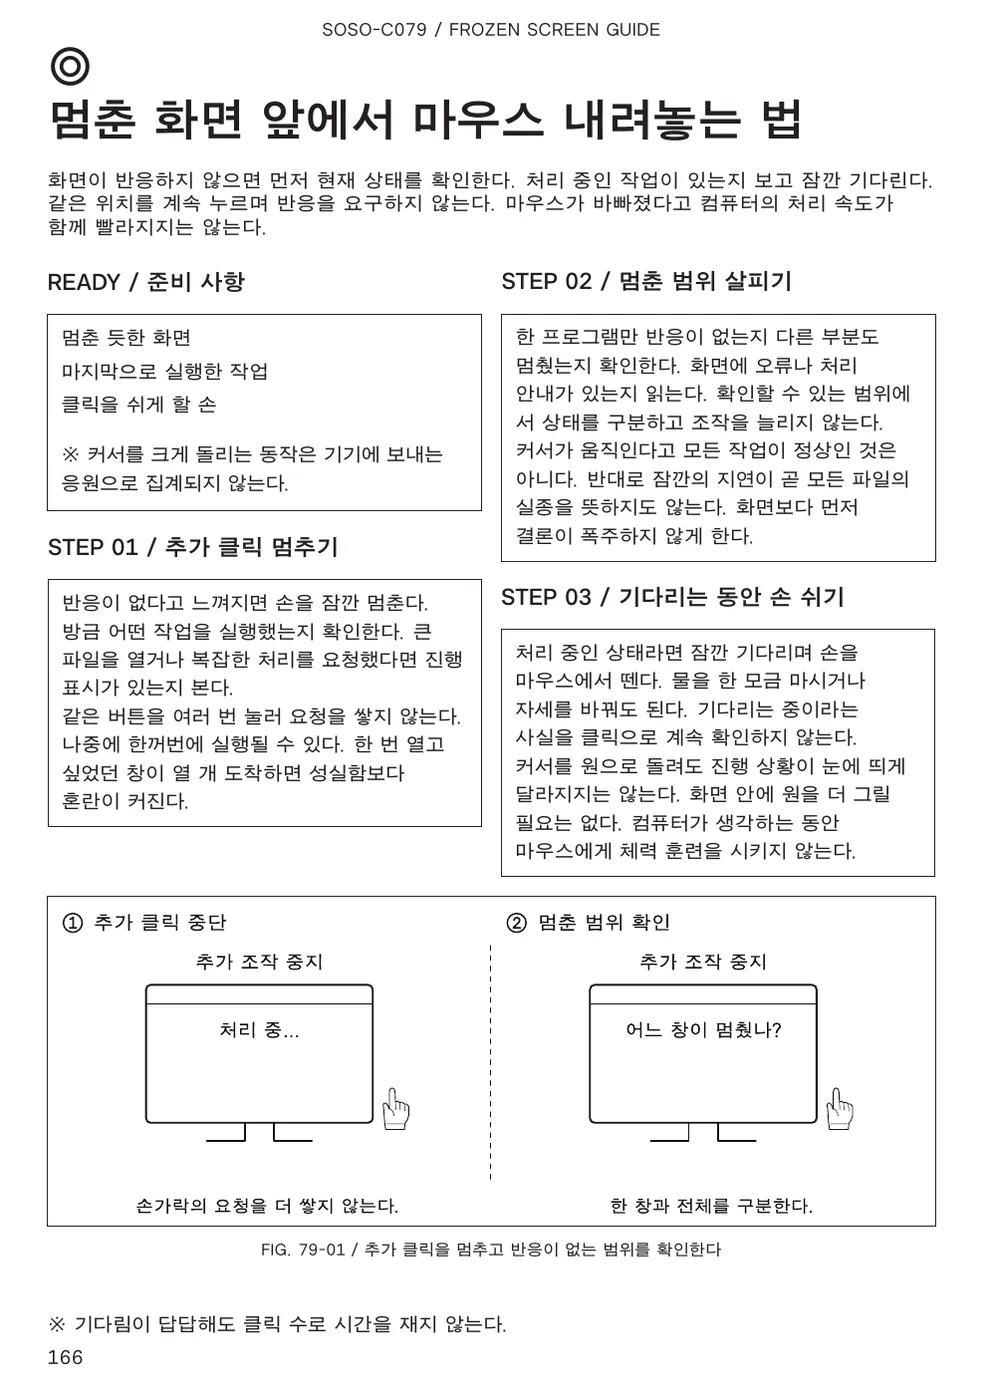 SOSO-C079 / FROZEN SCREEN GUIDE
멈춘 화면 앞에서 마우스 내려놓는 법
화면이 반응하지 않으면 먼저 현재 상태를 확인한다. 처리 중인 작업이 있는지 보고 잠깐 기다린다.
같은 위치를 계속 누르며 반응을 요구하지 않는다. 마우스가 바빠졌다고 컴퓨터의 처리 속도가
함께 빨라지지는 않는다.
READY / 준비 사항
멈춘 듯한 화면
마지막으로 실행한 작업
클릭을 쉬게 할 손
※ 커서를 크게 돌리는 동작은 기기에 보내는
응원으로 집계되지 않는다.
STEP 01 / 추가 클릭 멈추기
반응이 없다고 느껴지면 손을 잠깐 멈춘다.
방금 어떤 작업을 실행했는지 확인한다. 큰
파일을 열거나 복잡한 처리를 요청했다면 진행
표시가 있는지 본다.
같은 버튼을 여러 번 눌러 요청을 쌓지 않는다.
나중에 한꺼번에 실행될 수 있다. 한 번 열고
싶었던 창이 열 개 도착하면 성실함보다
혼란이 커진다.
STEP 02 / 멈춘 범위 살피기
한 프로그램만 반응이 없는지 다른 부분도
멈췄는지 확인한다. 화면에 오류나 처리
안내가 있는지 읽는다. 확인할 수 있는 범위에
서 상태를 구분하고 조작을 늘리지 않는다.
커서가 움직인다고 모든 작업이 정상인 것은
아니다. 반대로 잠깐의 지연이 곧 모든 파일의
실종을 뜻하지도 않는다. 화면보다 먼저
결론이 폭주하지 않게 한다.
STEP 03 / 기다리는 동안 손 쉬기
처리 중인 상태라면 잠깐 기다리며 손을
마우스에서 뗀다. 물을 한 모금 마시거나
자세를 바꿔도 된다. 기다리는 중이라는
사실을 클릭으로 계속 확인하지 않는다.
커서를 원으로 돌려도 진행 상황이 눈에 띄게
달라지지는 않는다. 화면 안에 원을 더 그릴
필요는 없다. 컴퓨터가 생각하는 동안
마우스에게 체력 훈련을 시키지 않는다.
① 추가 클릭 중단
추가 조작 중지
처리 중...
손가락의 요청을 더 쌓지 않는다.
② 멈춘 범위 확인
추가 조작 중지
어느 창이 멈췄나?
한 창과 전체를 구분한다.
FIG. 79-01 / 추가 클릭을 멈추고 반응이 없는 범위를 확인한다
※ 기다림이 답답해도 클릭 수로 시간을 재지 않는다.
166